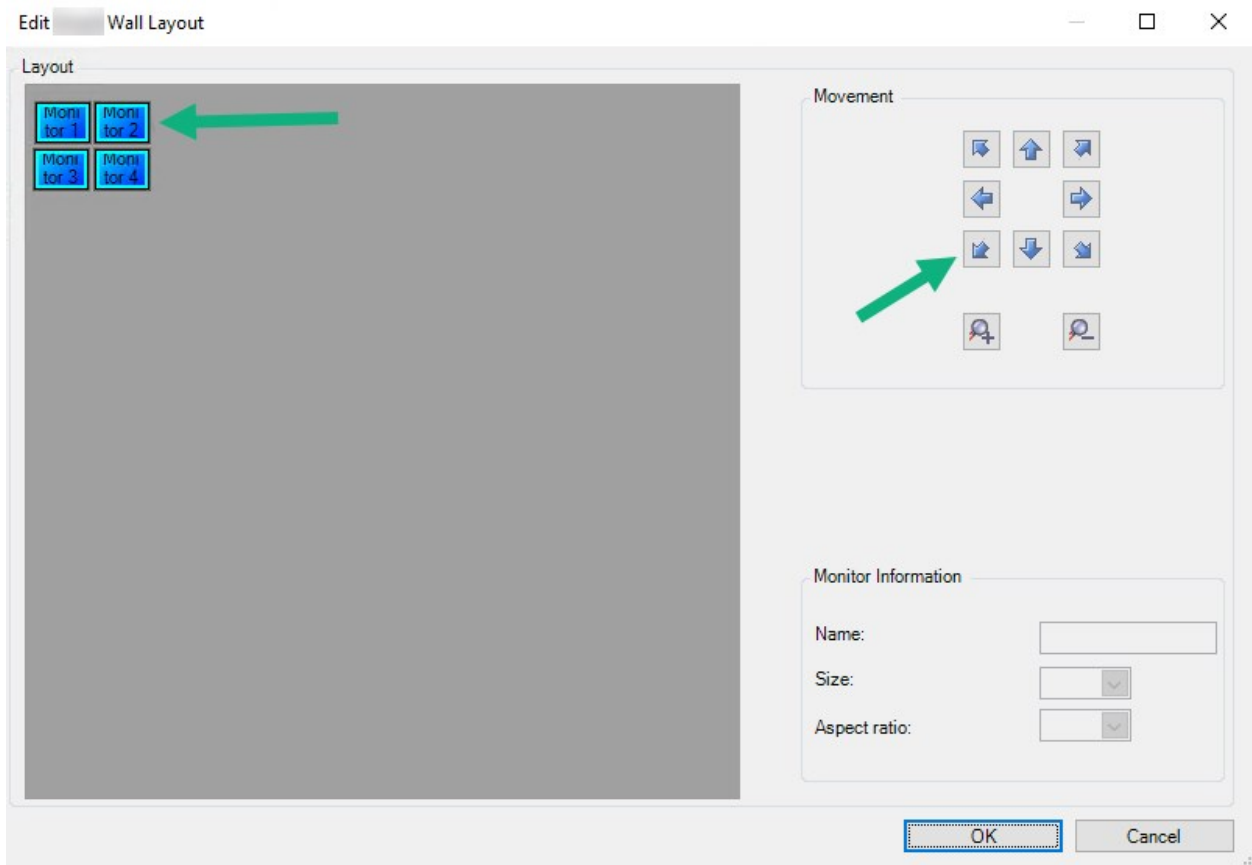 Edit Wall Layout
Layout
Moni
tor 1
Moni
tor 2
Moni
tor 3
Moni
tor 4
Movement
Monitor Information
Name:
Size:
Aspect ratio:
OK
Cancel